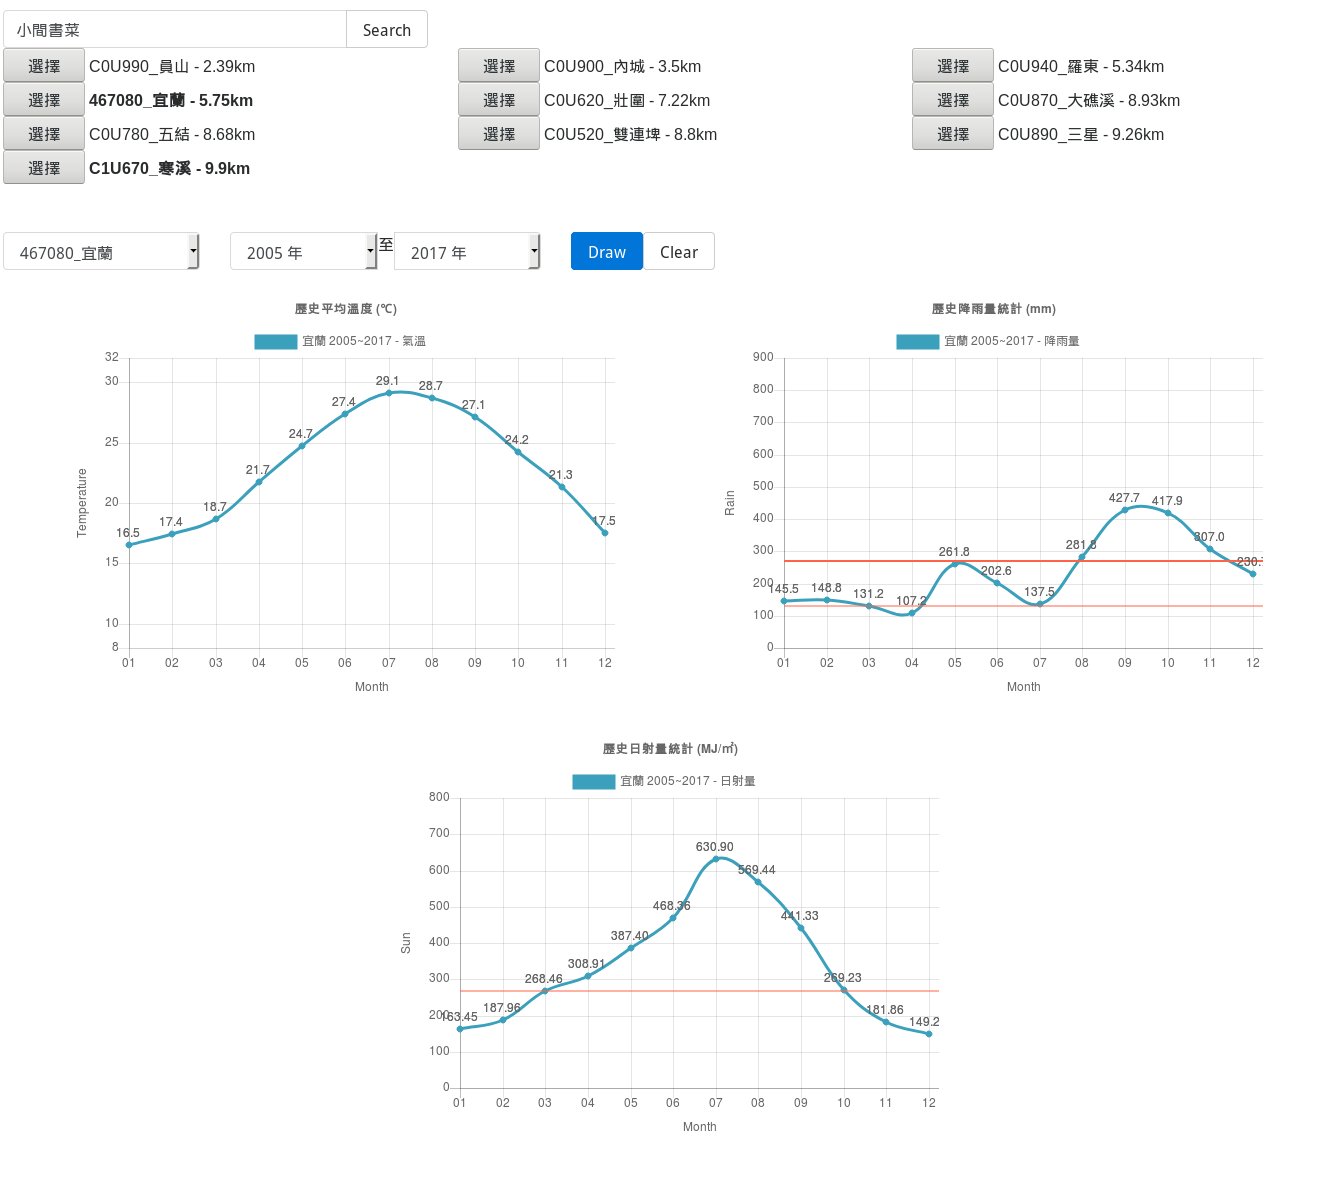 小間書菜 Search
選擇 C0U990_員山 - 2.39km 選擇 C0U900_內城 - 3.5km 選擇 C0U940_羅東 - 5.34km
選擇 467080_宜蘭 - 5.75km 選擇 C0U620_壯圍 - 7.22km 選擇 C0U870_大礁溪 - 8.93km
選擇 C0U780_五結 - 8.68km 選擇 C0U520_雙連埤 - 8.8km 選擇 C0U890_三星 - 9.26km
選擇 C1U670_寒溪 - 9.9km
467080_宜蘭 2005 年 至 2017 年 Draw Clear
歷史平均溫度 (℃)
宜蘭 2005~2017 - 氣溫
32
30
25
20
15
10
8
Temperature
16.5 17.4 18.7 21.7 24.7 27.4 29.1 28.7 27.1 24.2 21.3 17.5
01 02 03 04 05 06 07 08 09 10 11 12
Month
歷史降雨量統計 (mm)
宜蘭 2005~2017 - 降雨量
900
800
700
600
500
400
300
200
100
0
Rain
145.5 148.8 131.2 107.2 261.8 202.6 137.5 281.8 427.7 417.9 307.0 230.
01 02 03 04 05 06 07 08 09 10 11 12
Month
歷史日射量統計 (MJ/㎡)
宜蘭 2005~2017 - 日射量
800
700
600
500
400
300
200
100
0
Sun
63.45 187.96 268.46 308.91 387.40 468.36 630.90 569.44 441.33 269.23 181.86 149.2
01 02 03 04 05 06 07 08 09 10 11 12
Month